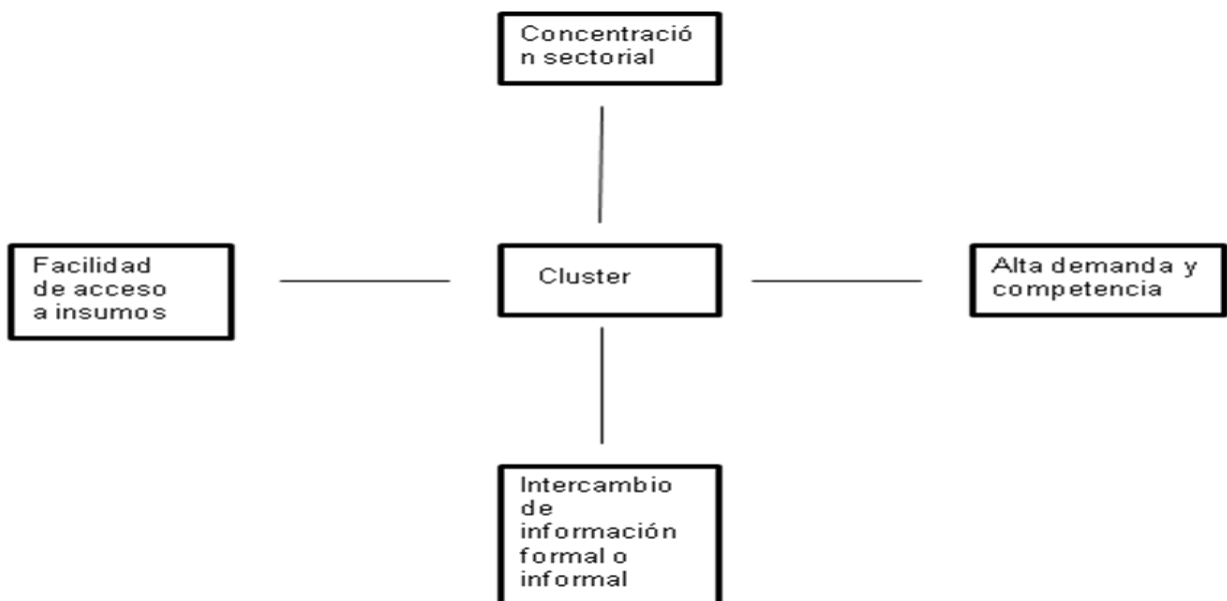 Concentració
n sectorial
Facilidad
de acceso
a insumos
Cluster
Alta demanda y
competencia
Intercambio
de
información
formal o
informal